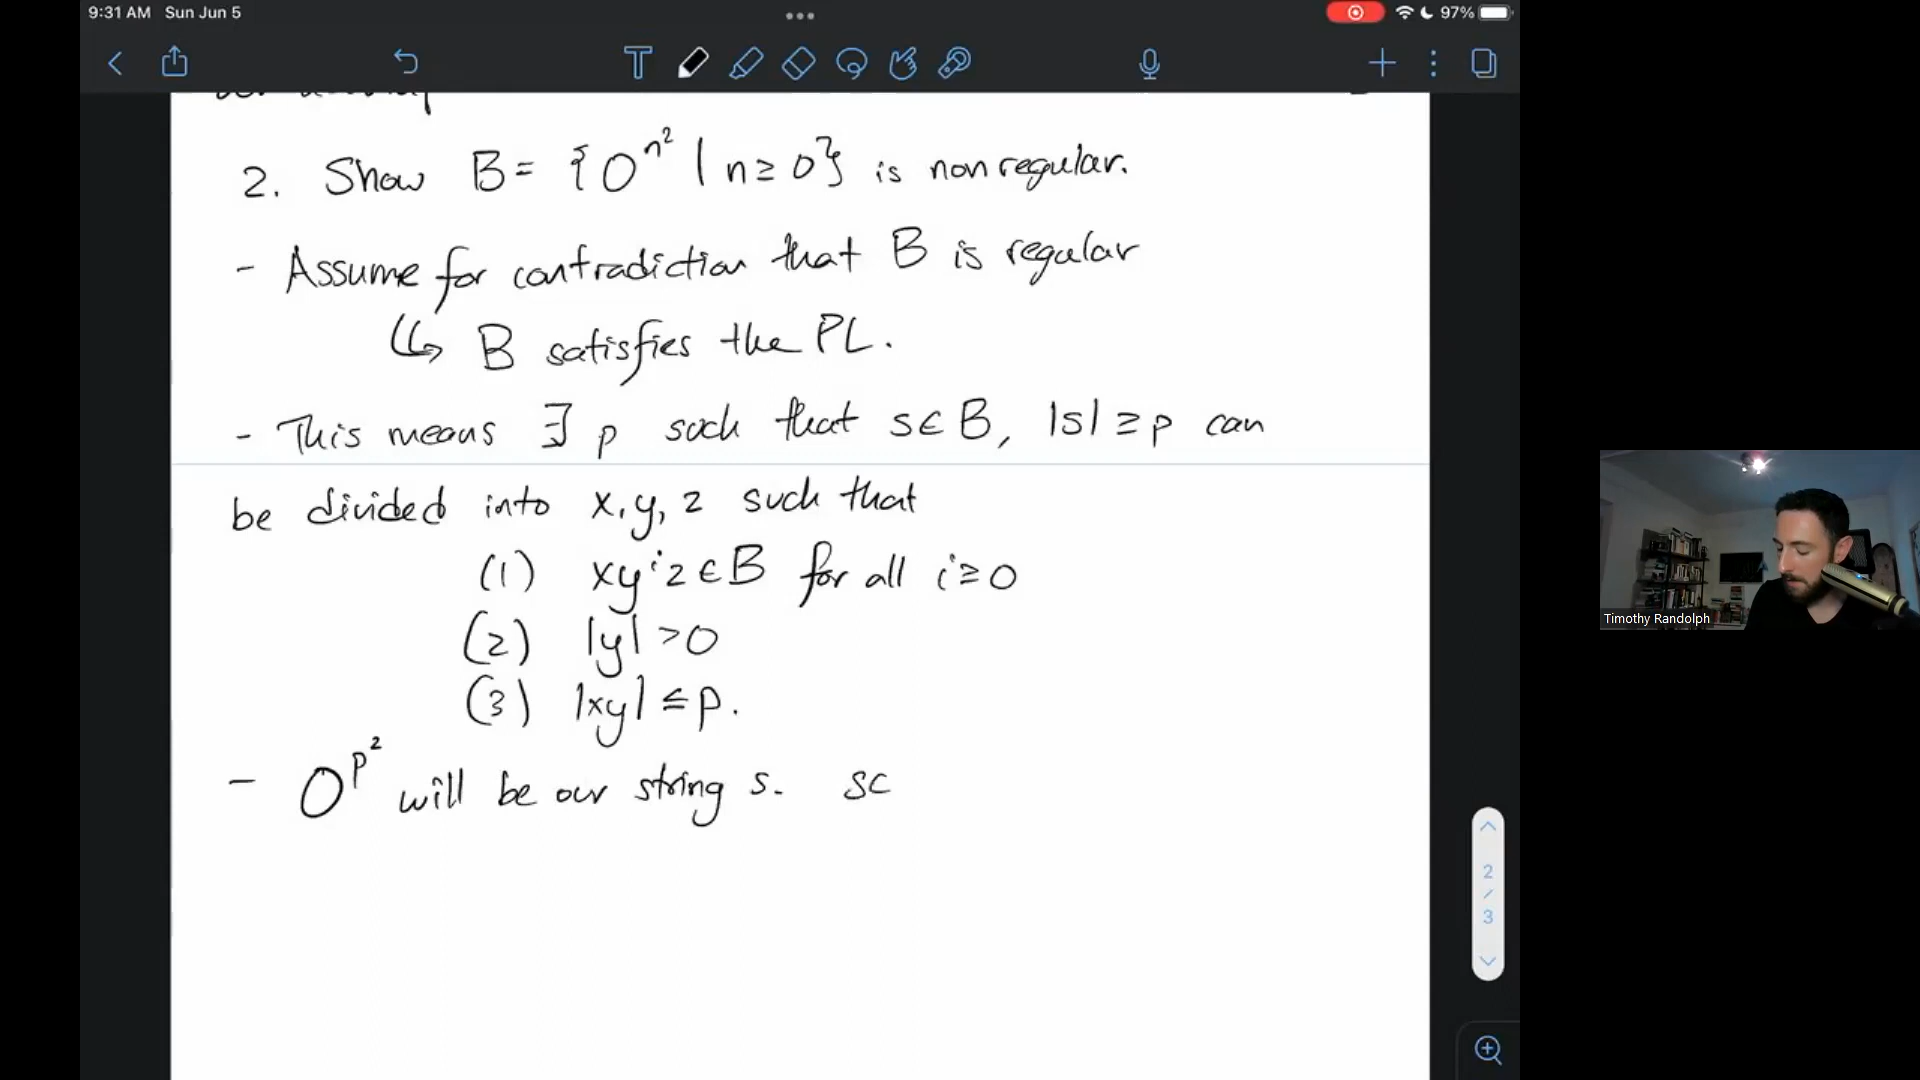 9:31 AM Sun Jun 5
97%
2. Show B = {0^n² | n ≥ 0} is nonregular.
- Assume for contradiction that B is regular
↳ B satisfies the PL.
- This means ∃ p such that s∈B, |s| ≥ p can
be divided into x, y, z such that
(1) xyⁱz ∈ B for all i ≥ 0
(2) |y| > 0
(3) |xy| ≤ p.
- 0^p² will be our string s. sc
2
/
3
Timothy Randolph